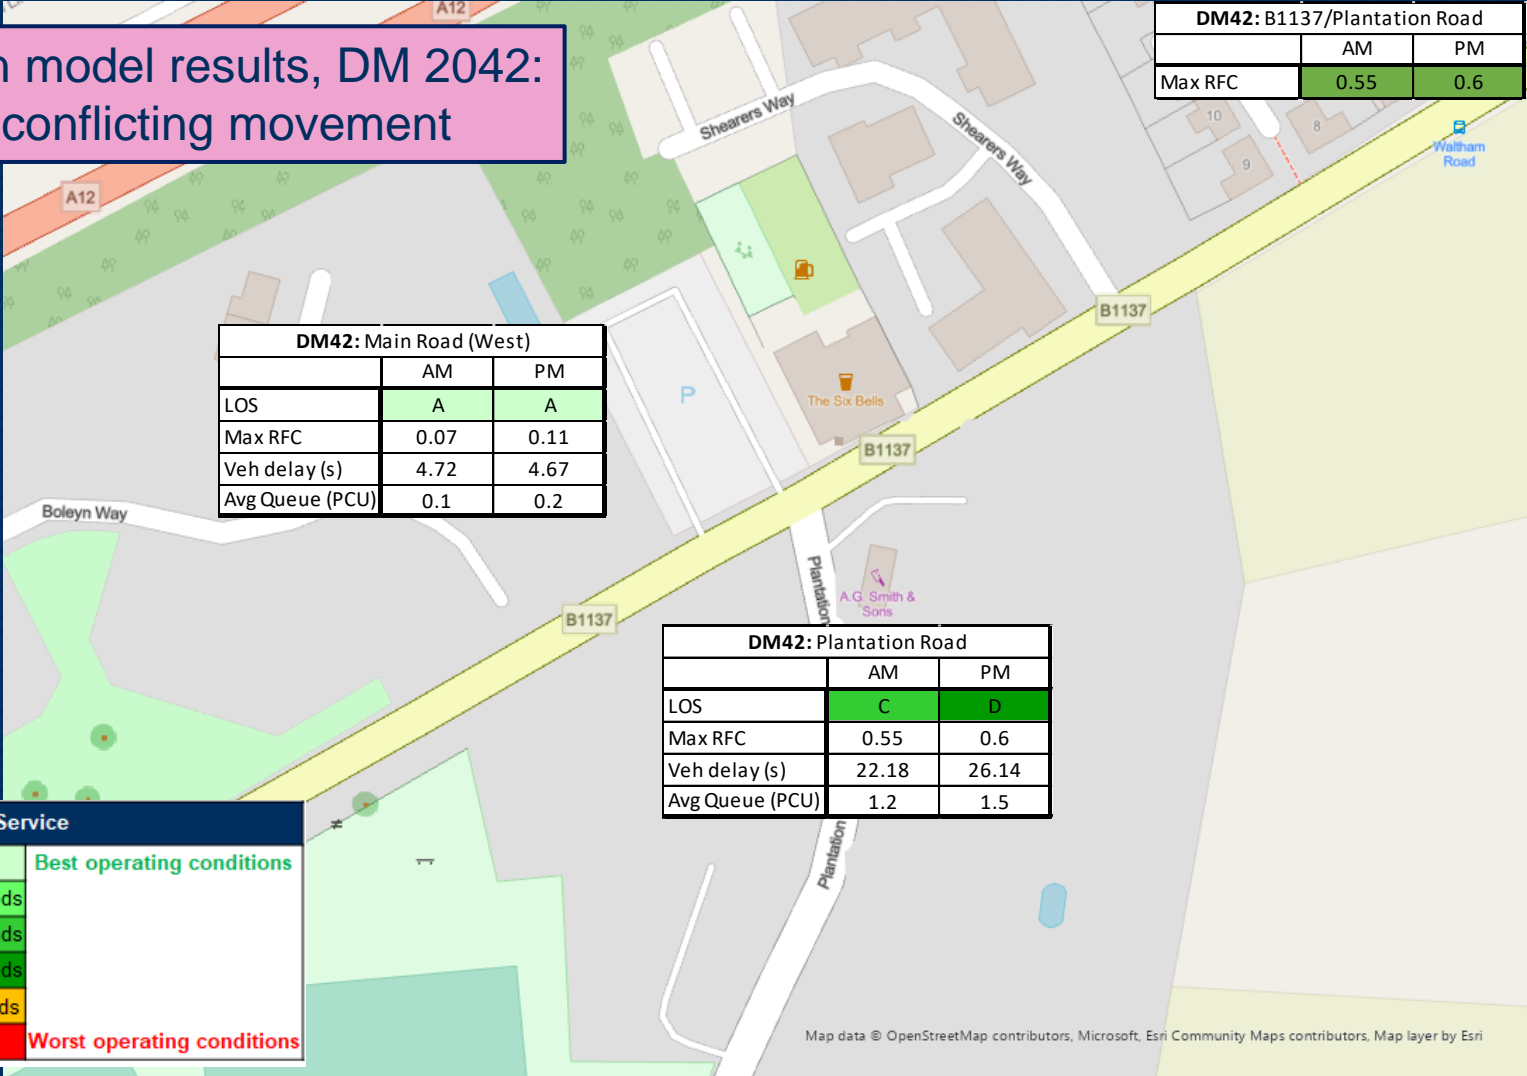 A12
model results, DM 2042:
conflicting movement
DM42: B1137/Plantation Road
AM PM
Max RFC 0.55 0.6
A12
Shearers Way
Shearers Way
10
8
9
Waltham
Road
B1137
DM42: Main Road (West)
AM PM
LOS A A
Max RFC 0.07 0.11
Veh delay (s) 4.72 4.67
Avg Queue (PCU) 0.1 0.2
P
The Six Bells
B1137
Boleyn Way
Plantation
A.G. Smith &
Sons
B1137
DM42: Plantation Road
AM PM
LOS C D
Max RFC 0.55 0.6
Veh delay (s) 22.18 26.14
Avg Queue (PCU) 1.2 1.5
Plantation
Service
Best operating conditions
ds
ds
ds
ds
Worst operating conditions
Map data © OpenStreetMap contributors, Microsoft, Esri Community Maps contributors, Map layer by Esri